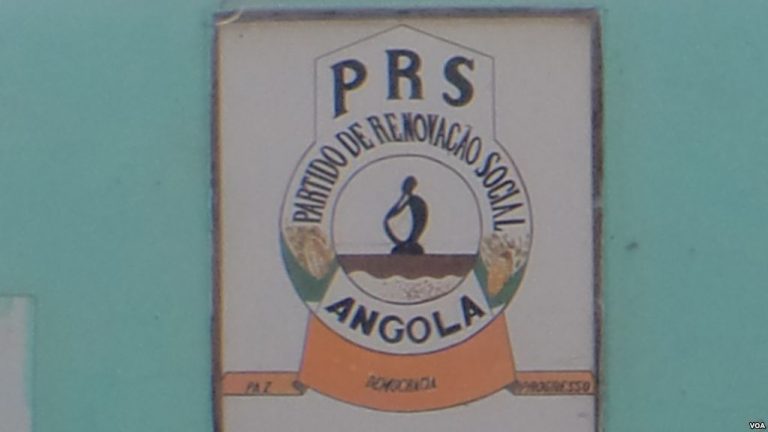 PRS
PARTIDO DE RENOVAÇÃO SOCIAL
ANGOLA
PAZ DEMOCRACIA PROGRESSO
VOA